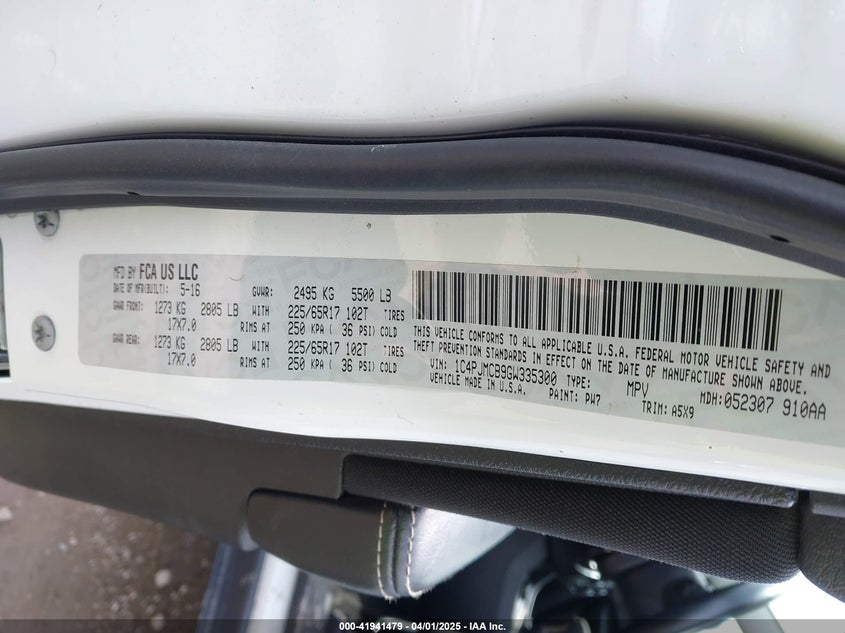 MFD BY FCA US LLC
DATE OF MFR(BUILT): 5-16 GVWR: 2495 KG 5500 LB
GAWR FRONT: 1273 KG 2805 LB WITH 225/65R17 102T TIRES
17X7.0 RIMS AT 250 KPA ( 36 PSI) COLD
GAWR REAR: 1273 KG 2805 LB WITH 225/65R17 102T TIRES
17X7.0 RIMS AT 250 KPA ( 36 PSI) COLD
THIS VEHICLE CONFORMS TO ALL APPLICABLE U.S.A. FEDERAL MOTOR VEHICLE SAFETY AND
THEFT PREVENTION STANDARDS IN EFFECT ON THE DATE OF MANUFACTURE SHOWN ABOVE.
VIN: 1C4PJMCB9GW335300 TYPE: MPV MDH:052307 910AA
VEHICLE MADE IN U.S.A. PAINT: PW7 TRIM: A5X9
000-41941479 | 04/01/2025 - IAA Inc.